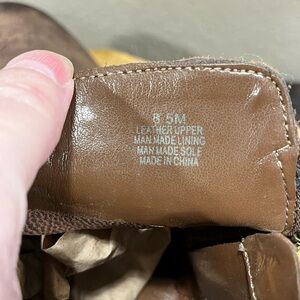 8.5M
LEATHER UPPER
MAN MADE LINING
MAN MADE SOLE
MADE IN CHINA